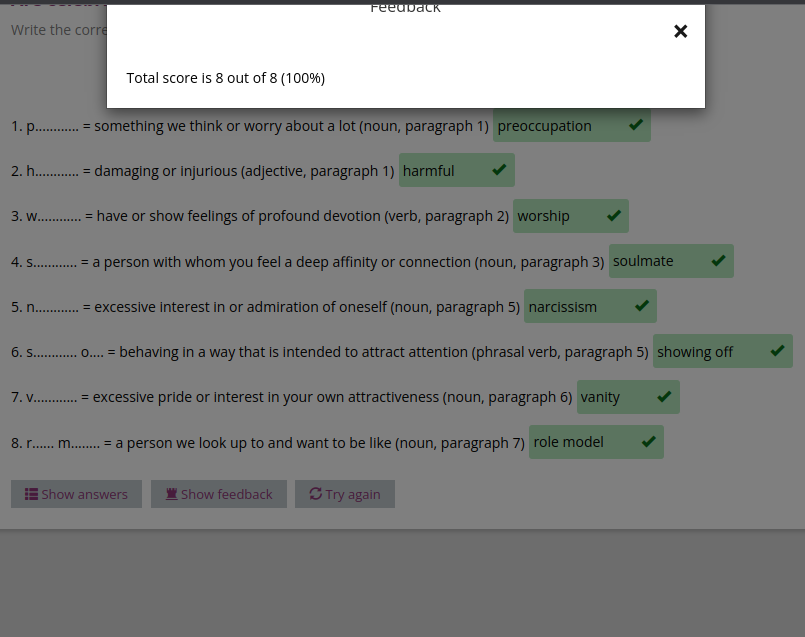 Feedback
Write the corre
Total score is 8 out of 8 (100%)
1. p........... = something we think or worry about a lot (noun, paragraph 1) preoccupation
2. h........... = damaging or injurious (adjective, paragraph 1) harmful
3. w........... = have or show feelings of profound devotion (verb, paragraph 2) worship
4. s........... = a person with whom you feel a deep affinity or connection (noun, paragraph 3) soulmate
5. n........... = excessive interest in or admiration of oneself (noun, paragraph 5) narcissism
6. s........... o.... = behaving in a way that is intended to attract attention (phrasal verb, paragraph 5) showing off
7. v........... = excessive pride or interest in your own attractiveness (noun, paragraph 6) vanity
8. r...... m........ = a person we look up to and want to be like (noun, paragraph 7) role model
Show answers Show feedback Try again